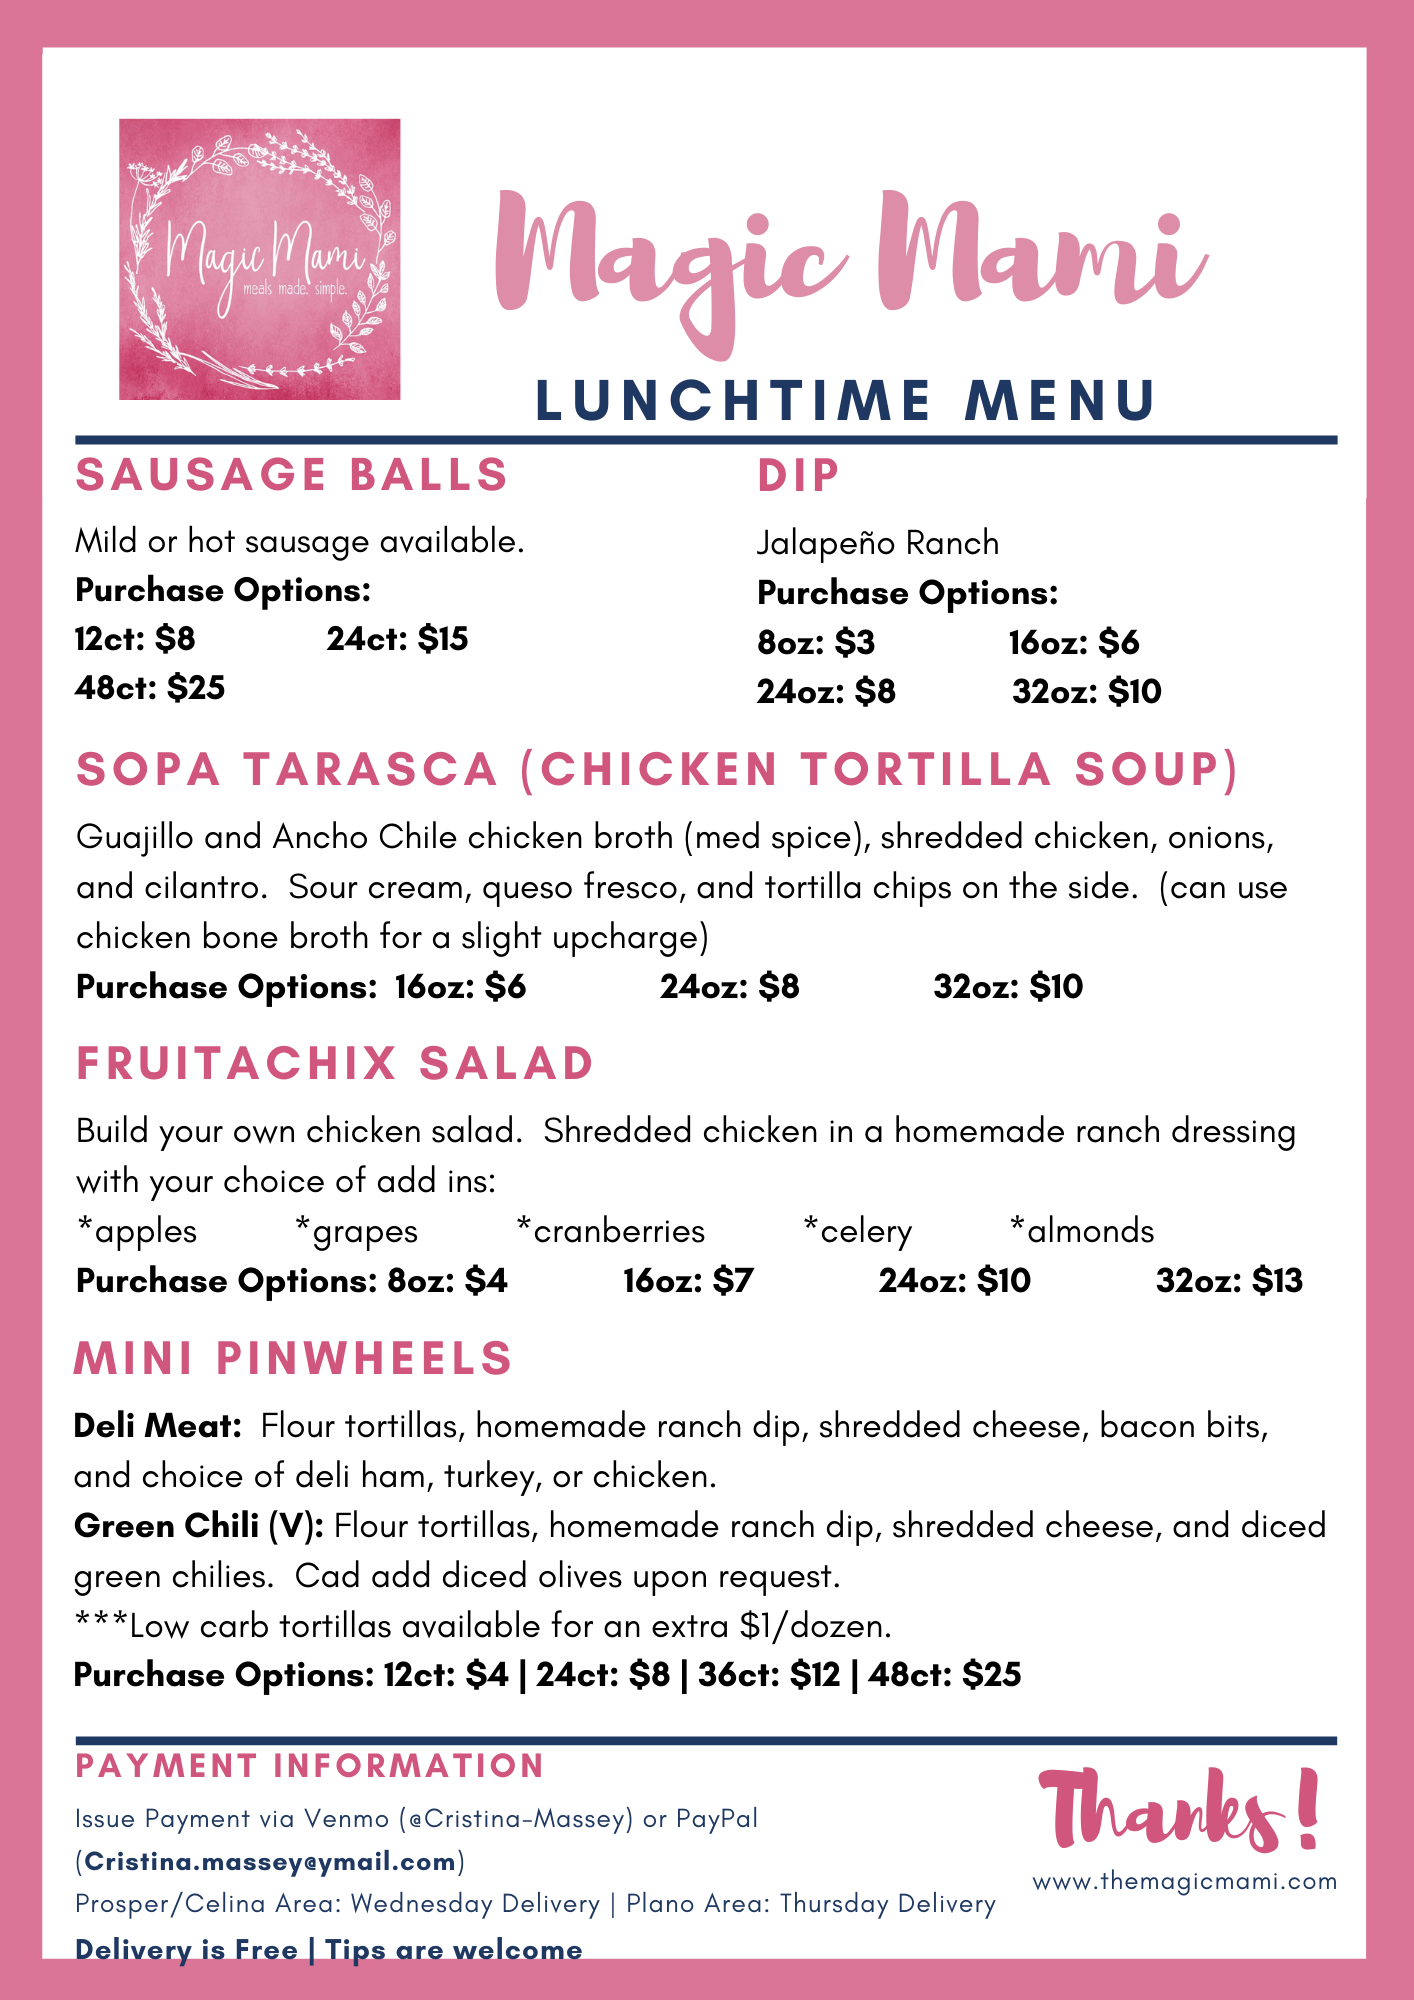 Magic Mami
meals made. simple.
Magic Mami
LUNCHTIME MENU
SAUSAGE BALLS
Mild or hot sausage available.
Purchase Options:
12ct: $8 24ct: $15
48ct: $25
DIP
Jalapeño Ranch
Purchase Options:
8oz: $3 16oz: $6
24oz: $8 32oz: $10
SOPA TARASCA (CHICKEN TORTILLA SOUP)
Guajillo and Ancho Chile chicken broth (med spice), shredded chicken, onions,
and cilantro. Sour cream, queso fresco, and tortilla chips on the side. (can use
chicken bone broth for a slight upcharge)
Purchase Options: 16oz: $6 24oz: $8 32oz: $10
FRUITACHIX SALAD
Build your own chicken salad. Shredded chicken in a homemade ranch dressing
with your choice of add ins:
*apples *grapes *cranberries *celery *almonds
Purchase Options: 8oz: $4 16oz: $7 24oz: $10 32oz: $13
MINI PINWHEELS
Deli Meat: Flour tortillas, homemade ranch dip, shredded cheese, bacon bits,
and choice of deli ham, turkey, or chicken.
Green Chili (V): Flour tortillas, homemade ranch dip, shredded cheese, and diced
green chilies. Cad add diced olives upon request.
***Low carb tortillas available for an extra $1/dozen.
Purchase Options: 12ct: $4 | 24ct: $8 | 36ct: $12 | 48ct: $25
PAYMENT INFORMATION
Issue Payment via Venmo (@Cristina-Massey) or PayPal
(Cristina.massey@ymail.com)
Prosper/Celina Area: Wednesday Delivery | Plano Area: Thursday Delivery
Delivery is Free | Tips are welcome
Thanks!
www.themagicmami.com